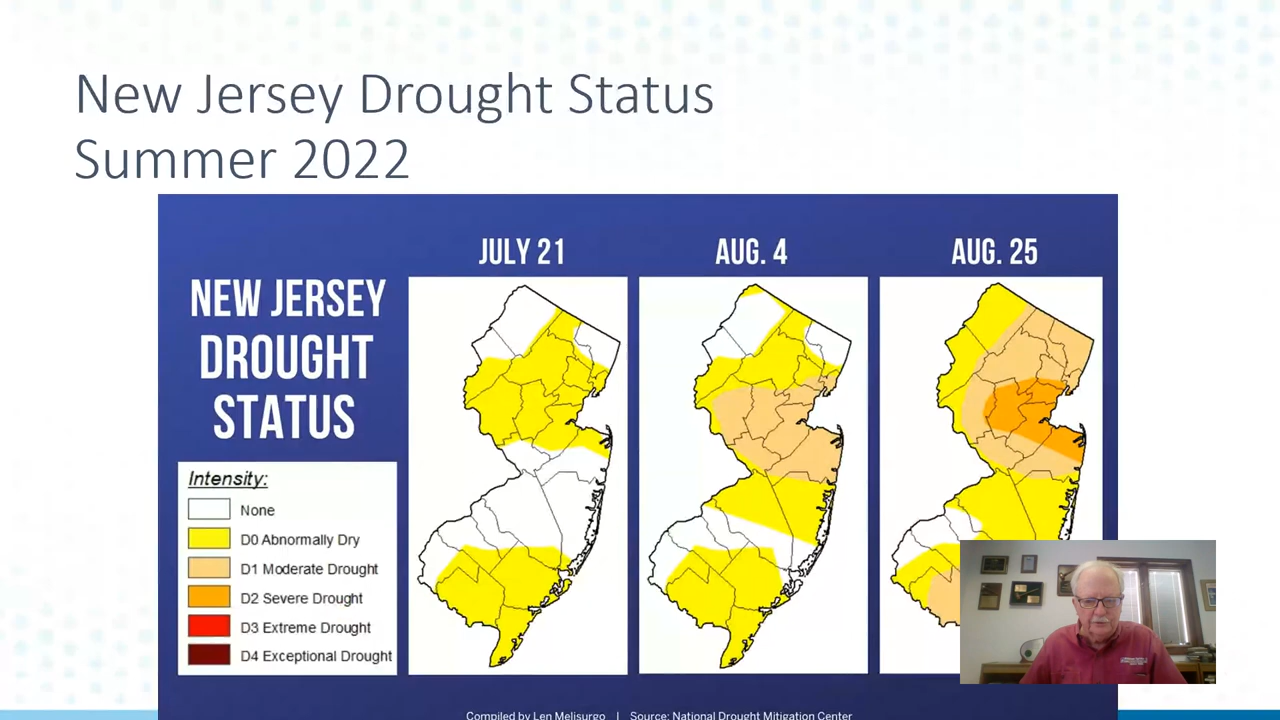 New Jersey Drought Status
Summer 2022
NEW JERSEY
DROUGHT
STATUS
JULY 21
AUG. 4
AUG. 25
Intensity:
None
D0 Abnormally Dry
D1 Moderate Drought
D2 Severe Drought
D3 Extreme Drought
D4 Exceptional Drought
Compiled by Len Melisurgo | Source: National Drought Mitigation Center